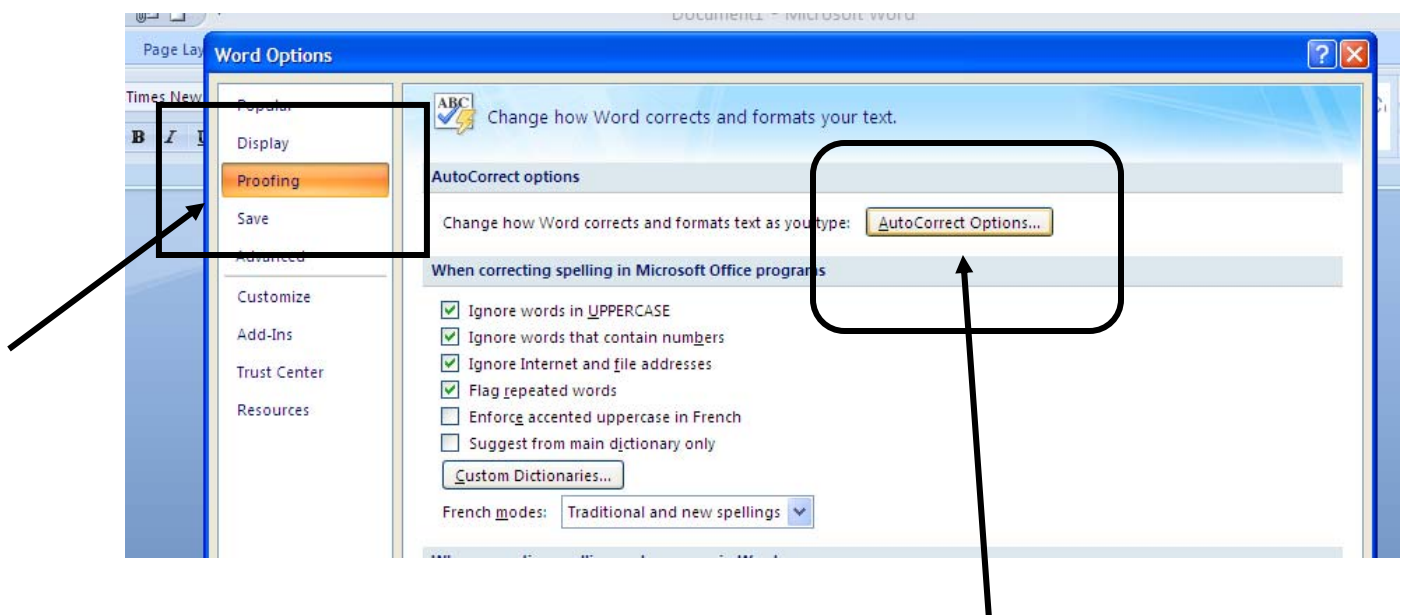 Document1 - Microsoft Word
Page Lay
Word Options
Times New
B I U
Popular
Display
Proofing
Save
Advanced
Customize
Add-Ins
Trust Center
Resources
ABC
Change how Word corrects and formats your text.
AutoCorrect options
Change how Word corrects and formats text as you type: AutoCorrect Options...
When correcting spelling in Microsoft Office programs
Ignore words in UPPERCASE
Ignore words that contain numbers
Ignore Internet and file addresses
Flag repeated words
Enforce accented uppercase in French
Suggest from main dictionary only
Custom Dictionaries...
French modes: Traditional and new spellings